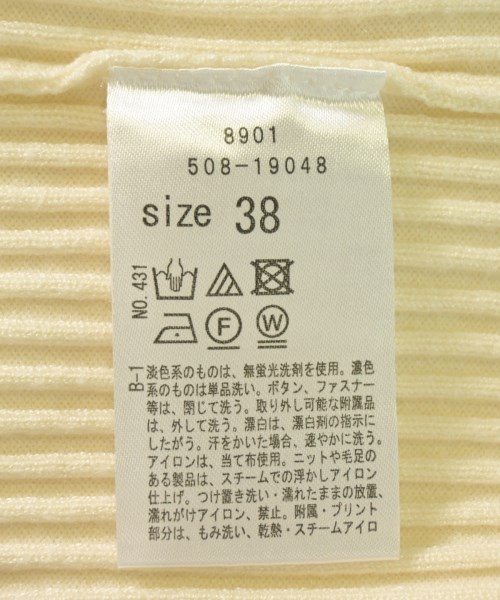 8901
508-19048
size 38
NO.431
F
W
B-1
淡色系のものは、無蛍光洗剤を使用。濃色
系のものは単品洗い。ボタン、ファスナー
等は、閉じて洗う。取り外し可能な附属品
は、外して洗う。漂白は、漂白剤の指示に
したがう。汗をかいた場合、速やかに洗う。
アイロンは、当て布使用。ニットや毛足の
ある製品は、スチームでの浮かしアイロン
仕上げ。つけ置き洗い・濡れたままの放置、
濡れがけアイロン、禁止。附属・プリント
部分は、もみ洗い、乾熱・スチームアイロ